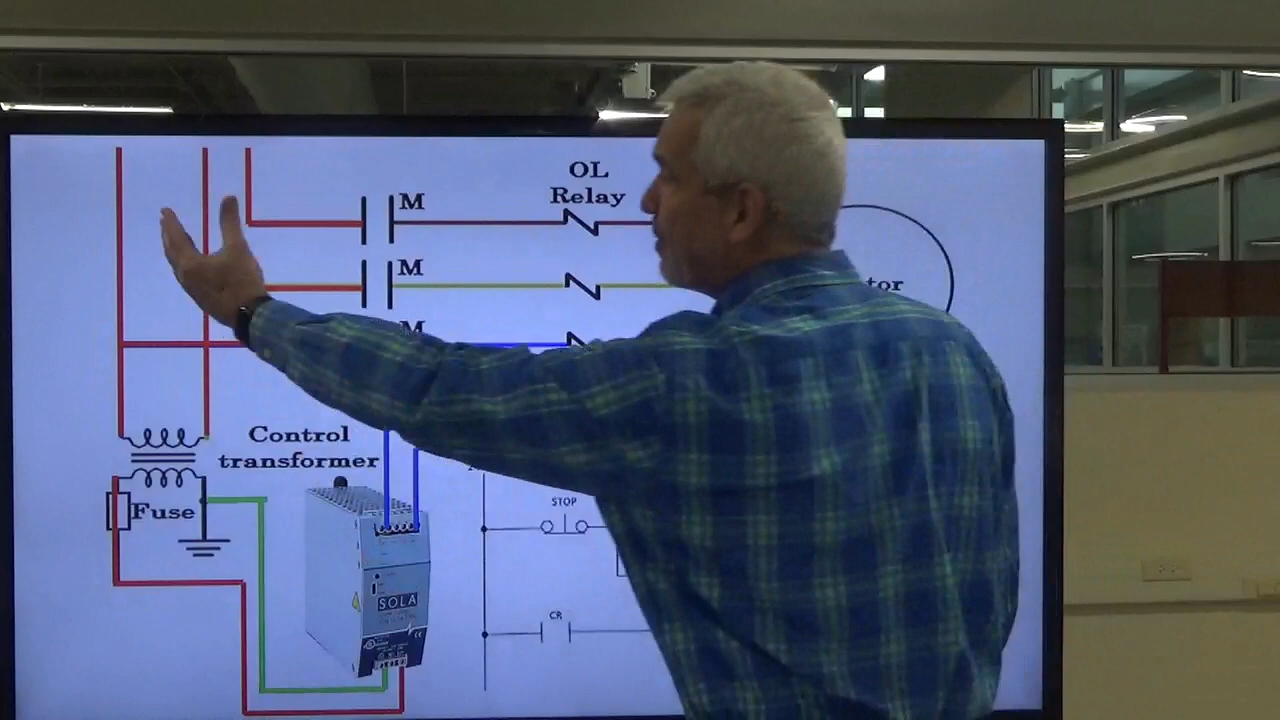 OL
Relay
M
M
tor
M
Control
transformer
Fuse
STOP
SOLA
CR